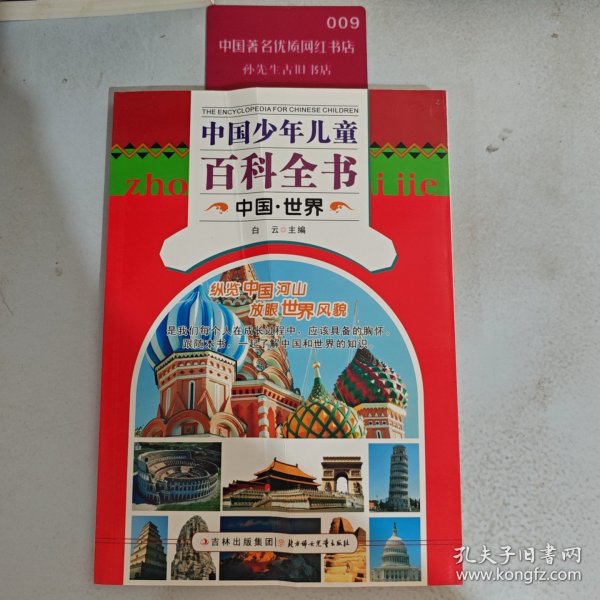 009
中国著名优质网红书店
孙先生古旧书店
THE ENCYCLOPEDIA FOR CHINESE CHILDREN
中国少年儿童
百科全书
zho
i jie
中国·世界
白 云 ○ 主编
纵览 中国 河山
放眼 世界 风貌
是我们每个人在成长过程中，应该具备的胸怀。
跟随本书，一起了解中国和世界的知识。
吉林出版集团 北方妇女儿童出版社
孔夫子旧书网
www.kongfz.com